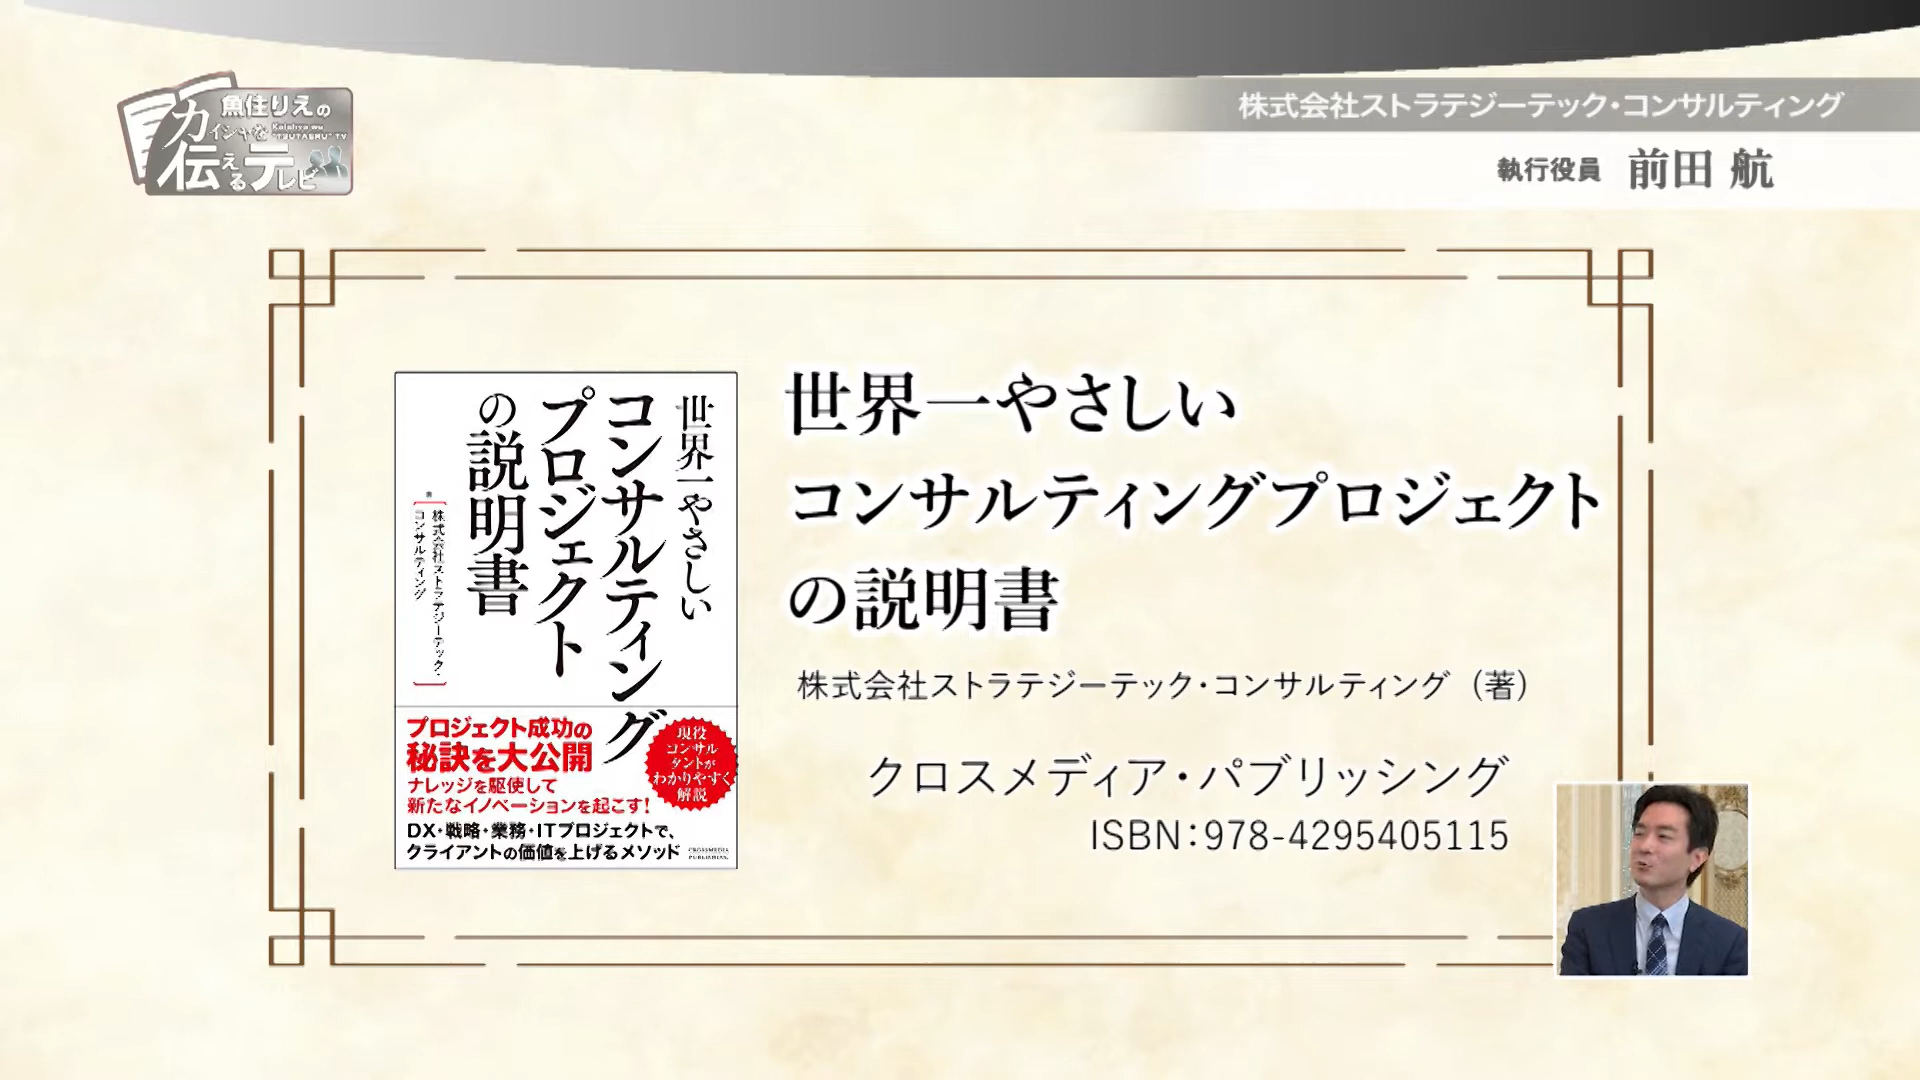 魚住りえの
カイシャを
Kaishya wo
"TSUTAERU" TV
伝えるテレビ
株式会社ストラテジーテック・コンサルティング
執行役員 前田 航
世界一やさしい
コンサルティング
プロジェクト
の説明書
著
株式会社ストラテジーテック・
コンサルティング
プロジェクト成功の
秘訣を大公開
ナレッジを駆使して
新たなイノベーションを起こす!
現役
コンサル
タントが
わかりやすく
解説
DX・戦略・業務・ITプロジェクトで、
クライアントの価値を上げるメソッド
CROSSMEDIA
PUBLISHING
世界一やさしい
コンサルティングプロジェクト
の説明書
株式会社ストラテジーテック・コンサルティング (著)
クロスメディア・パブリッシング
ISBN:978-4295405115